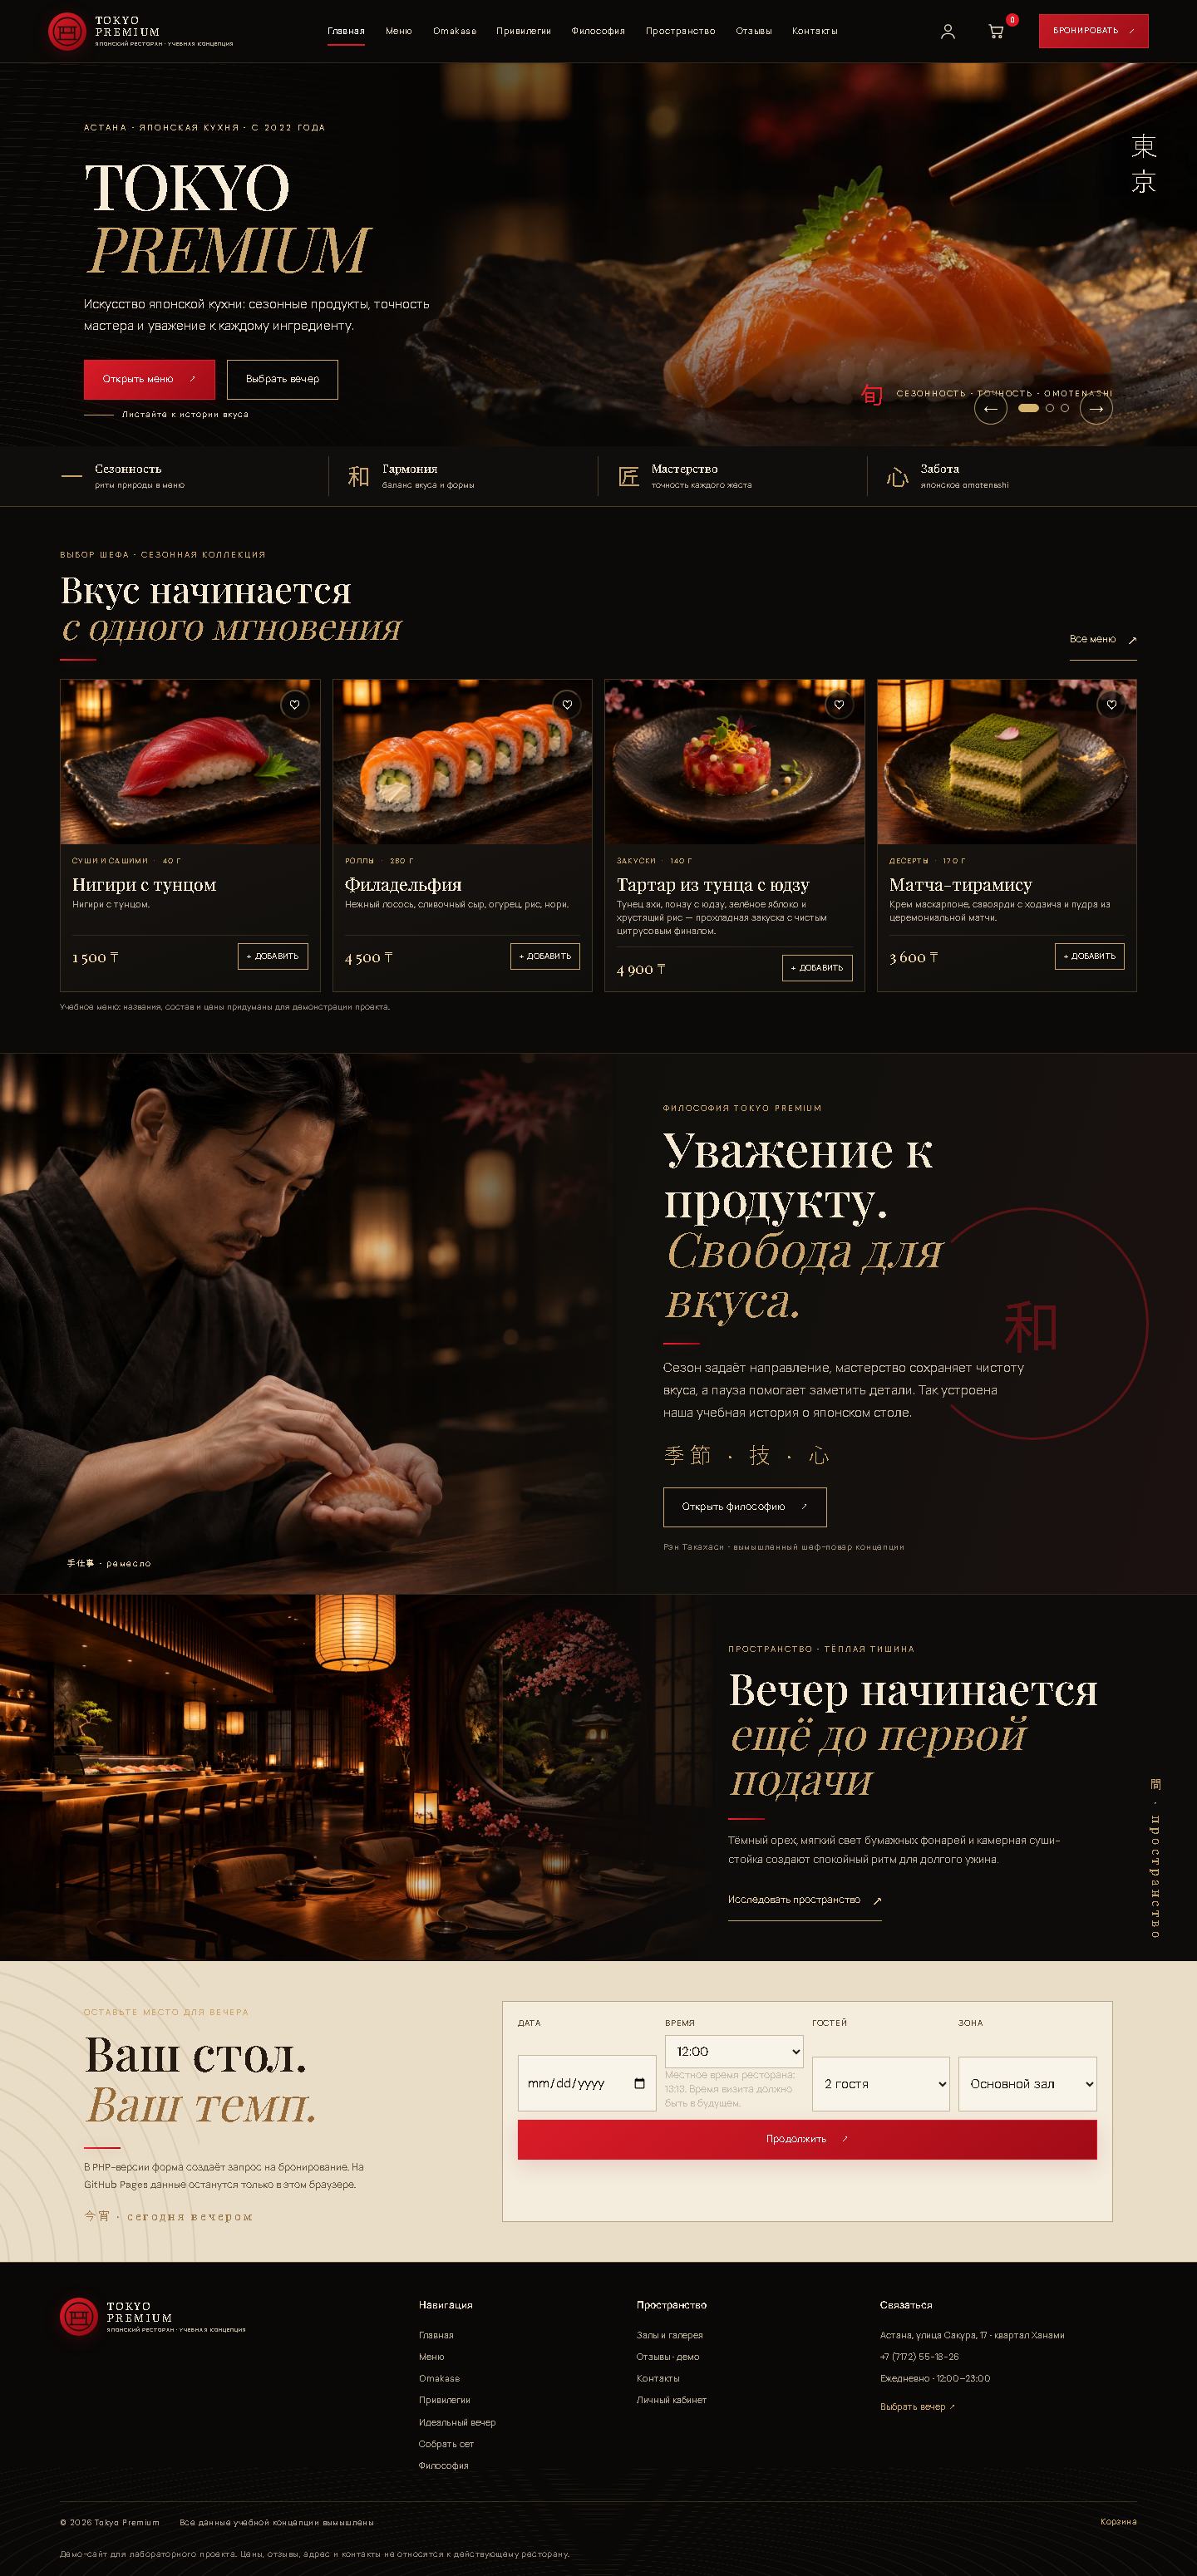 TOKYO
PREMIUM
ЯПОНСКИЙ РЕСТОРАН · УЧЕБНАЯ КОНЦЕПЦИЯ
Главная
Меню
Omakase
Привилегии
Философия
Пространство
Отзывы
Контакты
0
БРОНИРОВАТЬ ↗
АСТАНА · ЯПОНСКАЯ КУХНЯ · С 2022 ГОДА
TOKYO
PREMIUM
東
京
Искусство японской кухни: сезонные продукты, точность
мастера и уважение к каждому ингредиенту.
Открыть меню ↗
Выбрать вечер
Листайте к истории вкуса
旬
СЕЗОННОСТЬ · ТОЧНОСТЬ · OMOTENASHI
← →
一
Сезонность
ритм природы в меню
和
Гармония
баланс вкуса и формы
匠
Мастерство
точность каждого жеста
心
Забота
японское omotenashi
ВЫБОР ШЕФА · СЕЗОННАЯ КОЛЛЕКЦИЯ
Вкус начинается
с одного мгновения
Все меню ↗
СУШИ И САШИМИ · 40 Г
Нигири с тунцом
Нигири с тунцом.
1 500 ₸
+ ДОБАВИТЬ
РОЛЛЫ · 280 Г
Филадельфия
Нежный лосось, сливочный сыр, огурец, рис, нори.
4 500 ₸
+ ДОБАВИТЬ
ЗАКУСКИ · 140 Г
Тартар из тунца с юдзу
Тунец ахи, понзу с юдзу, зелёное яблоко и
хрустящий рис — прохладная закуска с чистым
цитрусовым финалом.
4 900 ₸
+ ДОБАВИТЬ
ДЕСЕРТЫ · 170 Г
Матча-тирамису
Крем маскарпоне, савоярди с ходзича и пудра из
церемониальной матчи.
3 600 ₸
+ ДОБАВИТЬ
Учебное меню: названия, состав и цены придуманы для демонстрации проекта.
手仕事 · ремесло
ФИЛОСОФИЯ TOKYO PREMIUM
Уважение к
продукту.
Свобода для
вкуса.
和
Сезон задаёт направление, мастерство сохраняет чистоту
вкуса, а пауза помогает заметить детали. Так устроена
наша учебная история о японском столе.
季節 · 技 · 心
Открыть философию ↗
Рэн Такахаси · вымышленный шеф-повар концепции
ПРОСТРАНСТВО · ТЁПЛАЯ ТИШИНА
Вечер начинается
ещё до первой
подачи
Тёмный орех, мягкий свет бумажных фонарей и камерная суши-
стойка создают спокойный ритм для долгого ужина.
Исследовать пространство ↗
間 · пространство
ОСТАВЬТЕ МЕСТО ДЛЯ ВЕЧЕРА
Ваш стол.
Ваш темп.
В PHP-версии форма создаёт запрос на бронирование. На
GitHub Pages данные останутся только в этом браузере.
今宵 · сегодня вечером
ДАТА
mm/dd/yyyy
ВРЕМЯ
12:00
Местное время ресторана:
13:13. Время визита должно
быть в будущем.
ГОСТЕЙ
2 гостя
ЗОНА
Основной зал
Продолжить ↗
TOKYO
PREMIUM
ЯПОНСКИЙ РЕСТОРАН · УЧЕБНАЯ КОНЦЕПЦИЯ
Навигация
Главная
Меню
Omakase
Привилегии
Идеальный вечер
Собрать сет
Философия
Пространство
Залы и галерея
Отзывы · демо
Контакты
Личный кабинет
Связаться
Астана, улица Сакура, 17 · квартал Ханами
+7 (7172) 55-18-26
Ежедневно · 12:00–23:00
Выбрать вечер ↗
© 2026 Tokyo Premium
Все данные учебной концепции вымышлены
Корзина
Демо-сайт для лабораторного проекта. Цены, отзывы, адрес и контакты не относятся к действующему ресторану.